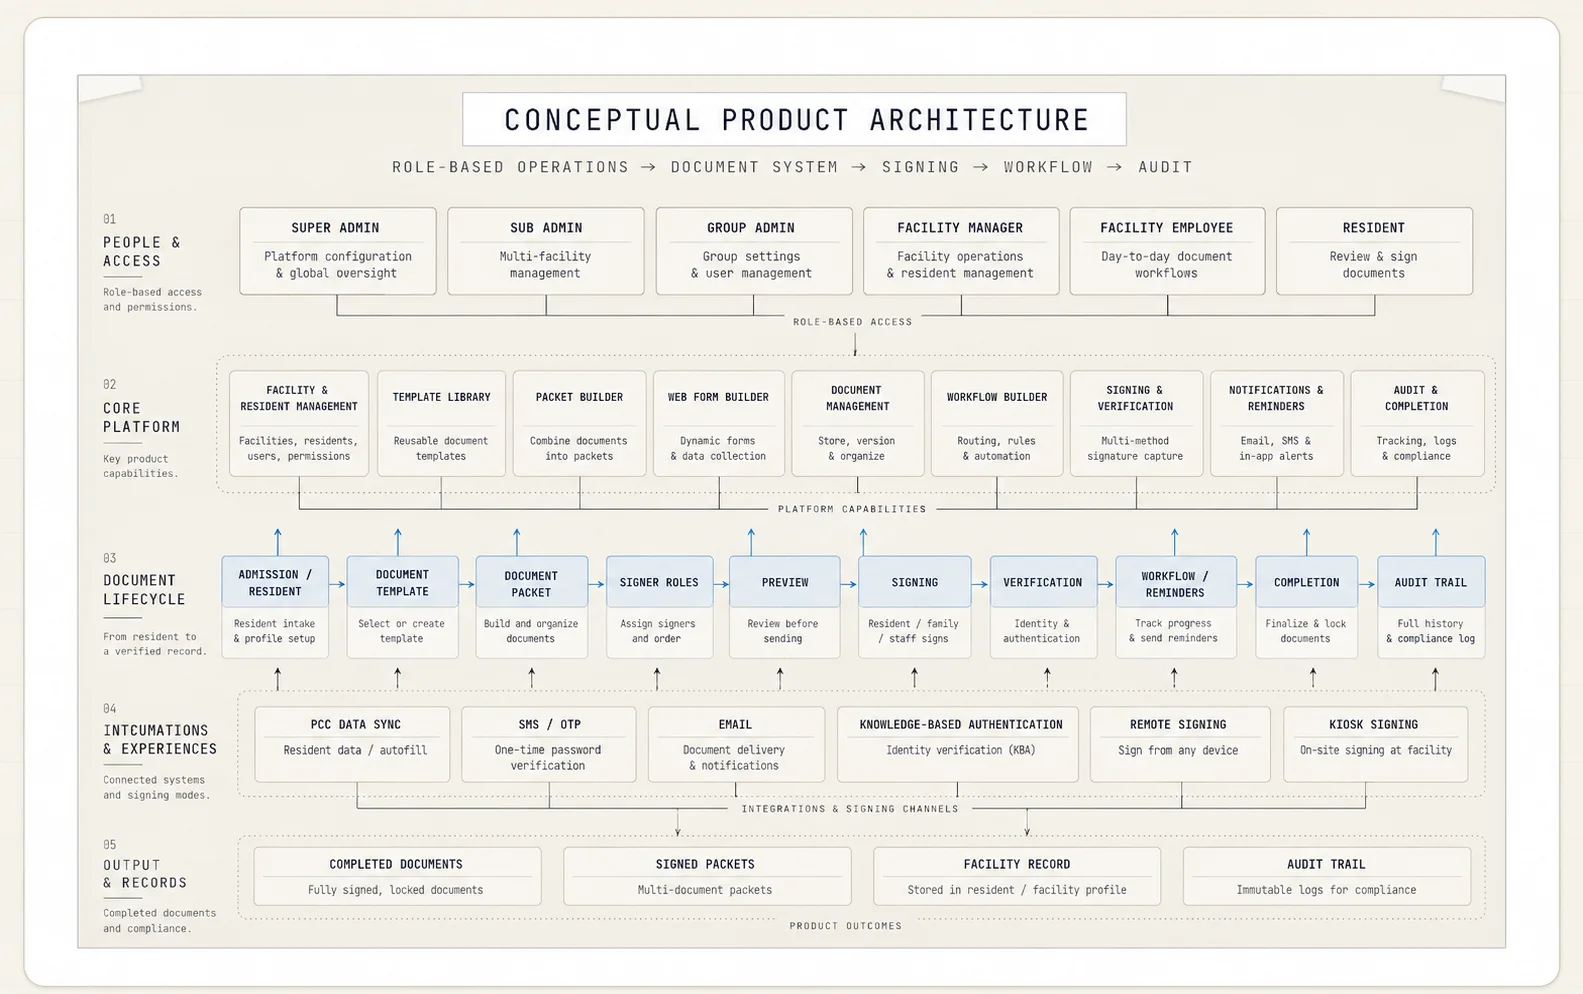 CONCEPTUAL PRODUCT ARCHITECTURE
ROLE-BASED OPERATIONS → DOCUMENT SYSTEM → SIGNING → WORKFLOW → AUDIT
01
PEOPLE &
ACCESS
Role-based access
and permissions.
SUPER ADMIN
Platform configuration
& global oversight
SUB ADMIN
Multi-facility
management
GROUP ADMIN
Group settings
& user management
FACILITY MANAGER
Facility operations
& resident management
FACILITY EMPLOYEE
Day-to-day document
workflows
RESIDENT
Review & sign
documents
ROLE-BASED ACCESS
02
CORE
PLATFORM
Key product
capabilities.
FACILITY &
RESIDENT MANAGEMENT
Facilities, residents,
users, permissions
TEMPLATE LIBRARY
Reusable document
templates
PACKET BUILDER
Combine documents
into packets
WEB FORM BUILDER
Dynamic forms
& data collection
DOCUMENT
MANAGEMENT
Store, version
& organize
WORKFLOW BUILDER
Routing, rules
& automation
SIGNING &
VERIFICATION
Multi-method
signature capture
NOTIFICATIONS &
REMINDERS
Email, SMS &
in-app alerts
AUDIT &
COMPLETION
Tracking, logs
& compliance
PLATFORM CAPABILITIES
03
DOCUMENT
LIFECYCLE
From resident to
a verified record.
ADMISSION /
RESIDENT
Resident intake
& profile setup
DOCUMENT
TEMPLATE
Select or create
template
DOCUMENT
PACKET
Build and organize
documents
SIGNER ROLES
Assign signers
and order
PREVIEW
Review before
sending
SIGNING
Resident / family
/ staff signs
VERIFICATION
Identity &
authentication
WORKFLOW /
REMINDERS
Track progress
& send reminders
COMPLETION
Finalize & lock
documents
AUDIT TRAIL
Full history
& compliance log
04
INTCUMATIONS
& EXPERIENCES
Connected systems
and signing modes.
PCC DATA SYNC
Resident data / autofill
SMS / OTP
One-time password
verification
EMAIL
Document delivery
& notifications
KNOWLEDGE-BASED AUTHENTICATION
Identity verification (KBA)
REMOTE SIGNING
Sign from any device
KIOSK SIGNING
On-site signing at facility
INTEGRATIONS & SIGNING CHANNELS
05
OUTPUT
& RECORDS
Completed documents
and compliance.
COMPLETED DOCUMENTS
Fully signed, locked documents
SIGNED PACKETS
Multi-document packets
FACILITY RECORD
Stored in resident / facility profile
AUDIT TRAIL
Immutable logs for compliance
PRODUCT OUTCOMES